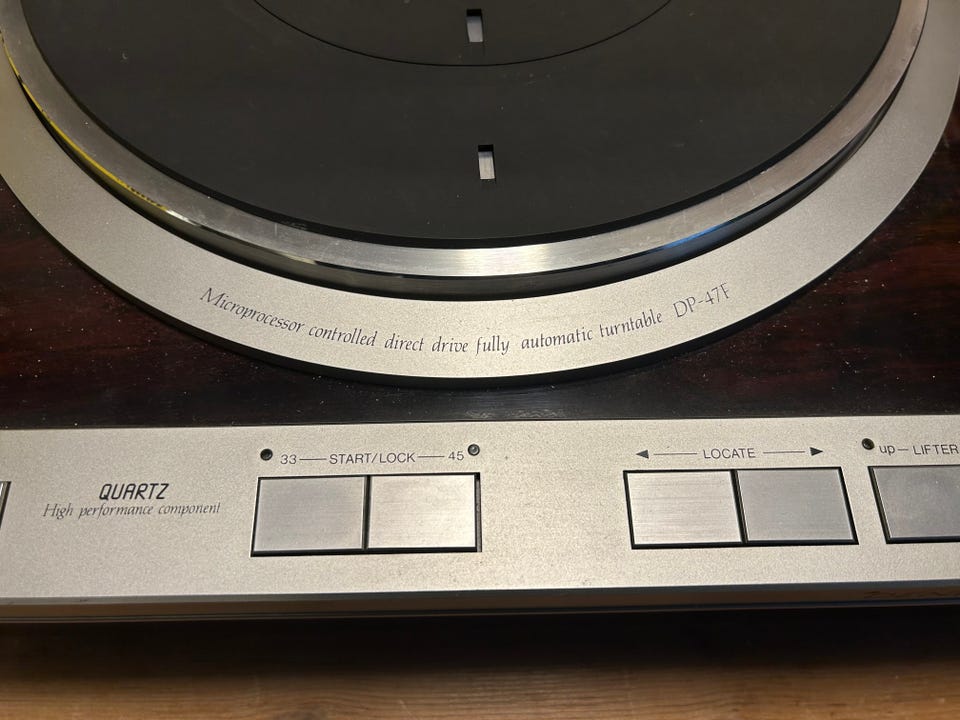 Microprocessor controlled direct drive fully automatic turntable DP-47F
33 START/LOCK 45
LOCATE
up LIFTER
QUARTZ
High performance component